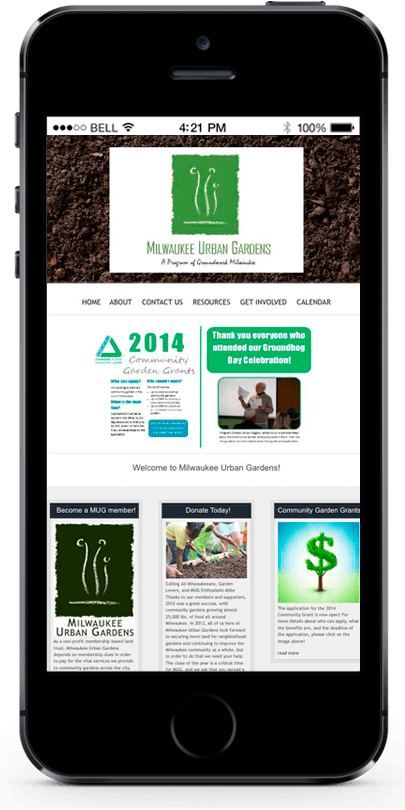 BELL 4:21 PM 100%
MILWAUKEE URBAN GARDENS
A Program of Groundwork Milwaukee
HOME ABOUT CONTACT US RESOURCES GET INVOLVED CALENDAR
2014
Community
Garden Grants
Who can apply?
Who should I contact?
Thank you everyone who
attended our Groundhog
Day Celebration!
Welcome to Milwaukee Urban Gardens!
Become a MUG member!
MILWAUKEE
URBAN GARDENS
As a non-profit membership based land
trust, Milwaukee Urban Gardens
depends on membership dues in order
to pay for the vital services we provide
to community gardens across the city.
Donate Today!
Calling All Milwaukeeans, Garden
Lovers, and MUG Enthusiasts Alike
Thanks to our members and supporters,
2012 was a great success, with
community gardens growing almost
25,000 lbs. of food all around
Milwaukee. In 2013, all of us here at
Milwaukee Urban Gardens look forward
to securing more land for neighborhood
gardens and continuing to improve the
Milwaukee community as a whole, but
in order to do that we need your help.
The close of the year is a critical time
for MUG, and we ask that you spread a
Community Garden Grants
The application for the 2014
Community Grant is now open! For
more details about who can apply, what
the benefits are, and the deadline of
the application, please click on the
image above!
read more